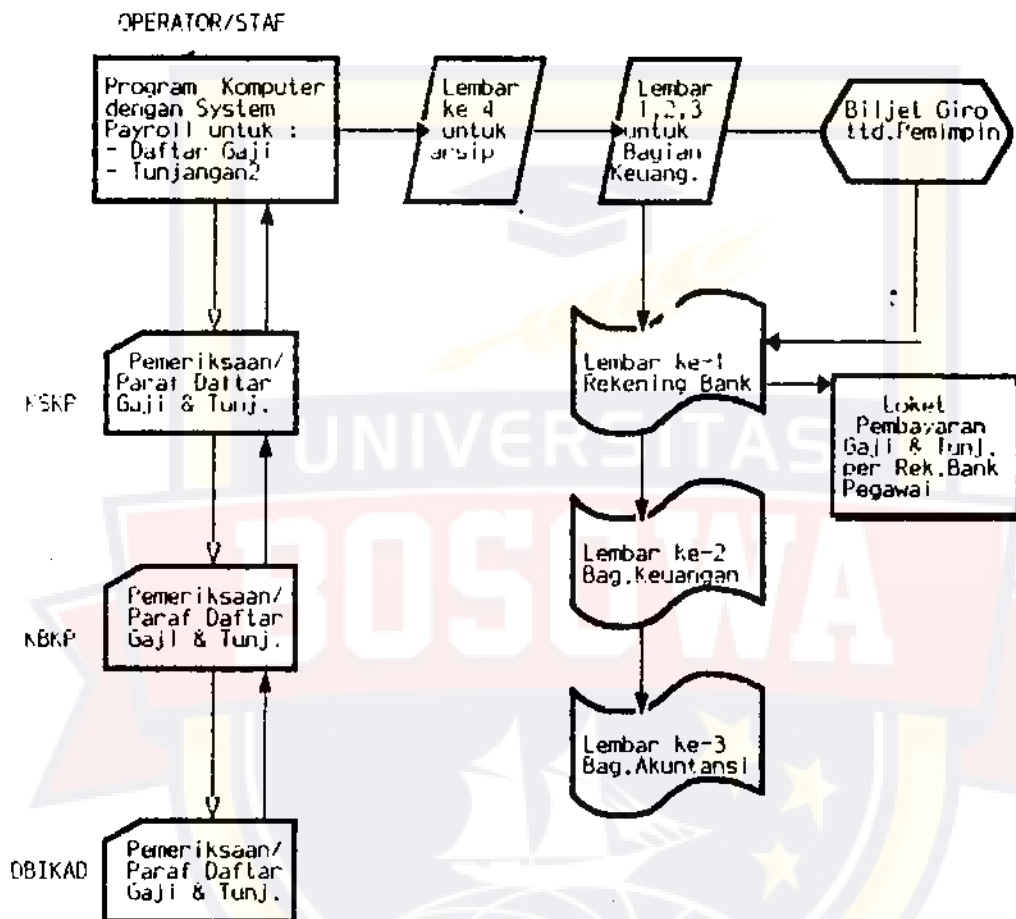 OPERATOR/STAF
Program Komputer
dengan System
Payroll untuk :
- Daftar Gaji
- Tunjangan2
Lembar
ke 4
untuk
arsip
Lembar
1,2,3
untuk
Bagian
Keuang.
Biljet Giro
ttd.Pemimpin
KSKP
Pemeriksaan/
Paraf Daftar
Gaji & Tunj.
Lembar ke-1
Rekening Bank
Loket
Pembayaran
Gaji & Tunj.
per Rek.Bank
Pegawai
UNIVERSITAS
BOSOWA
KBKP
Pemeriksaan/
Paraf Daftar
Gaji & Tunj.
Lembar ke-2
Bag.Keuangan
Lembar ke-3
Bag.Akuntansi
DBIKAD
Pemeriksaan/
Paraf Daftar
Gaji & Tunj.